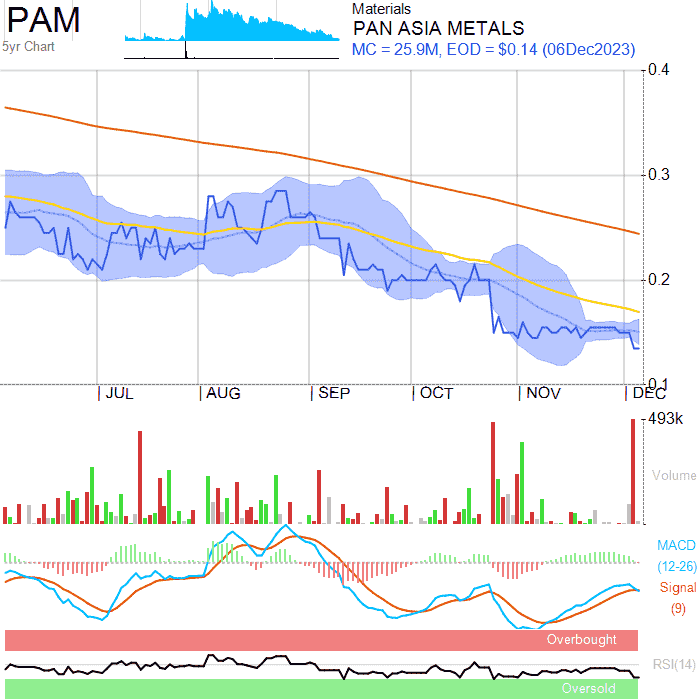 PAM
5yr Chart
Materials
PAN ASIA METALS
MC = 25.9M, EOD = $0.14 (06Dec2023)
0.4
0.3
0.2
0.1
JUL
AUG
SEP
OCT
NOV
DEC
493k
Volume
MACD
(12-26)
Signal
(9)
Overbought
RSI(14)
Oversold